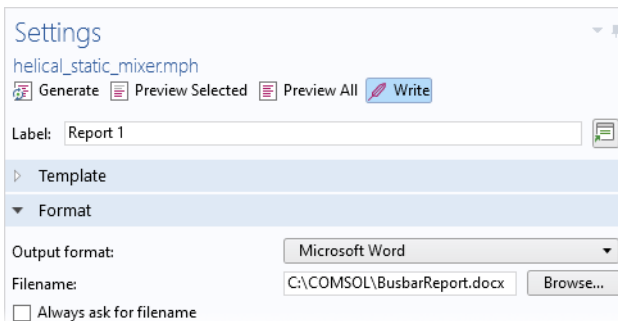 Settings
helical_static_mixer.mph
Generate Preview Selected Preview All Write
Label: Report 1
Template
Format
Output format: Microsoft Word
Filename: C:\COMSOL\BusbarReport.docx Browse...
Always ask for filename